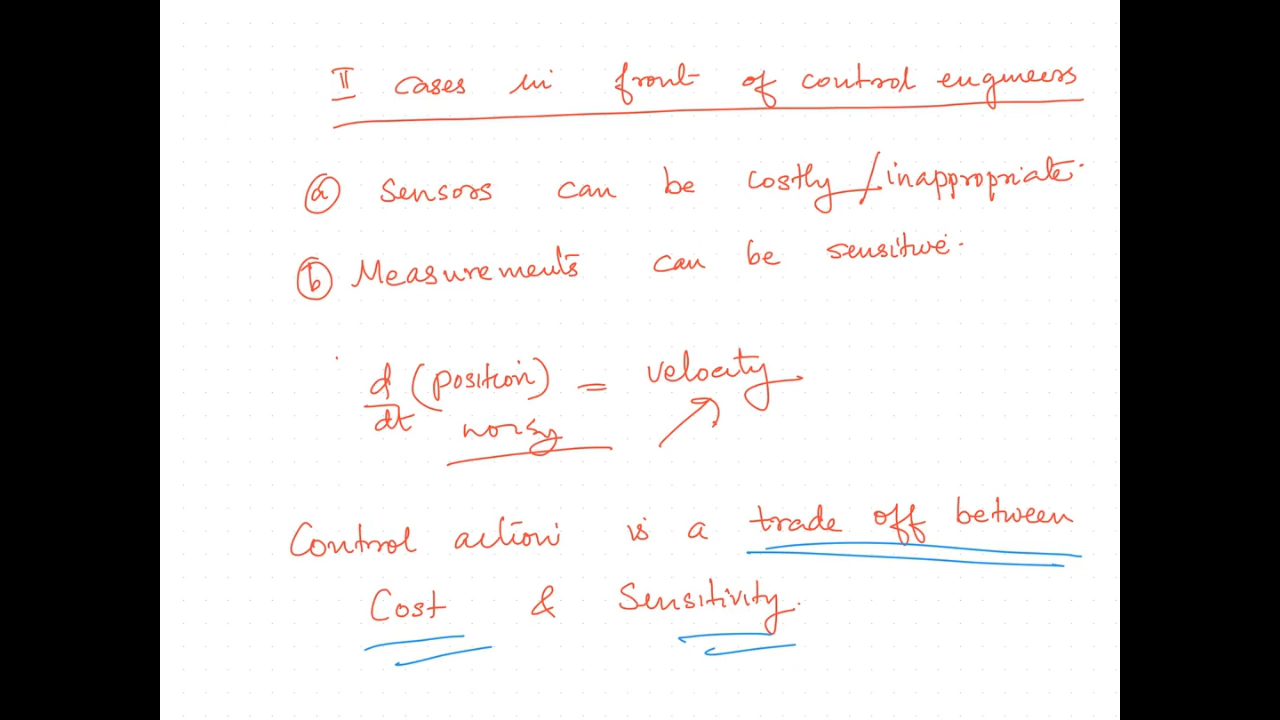 II cases in front of control engineers
(a) Sensors can be costly/inappropriate.
(b) Measurements can be sensitive.
d/dt (position) = velocity
noisy
Control action is a trade off between
Cost & Sensitivity.